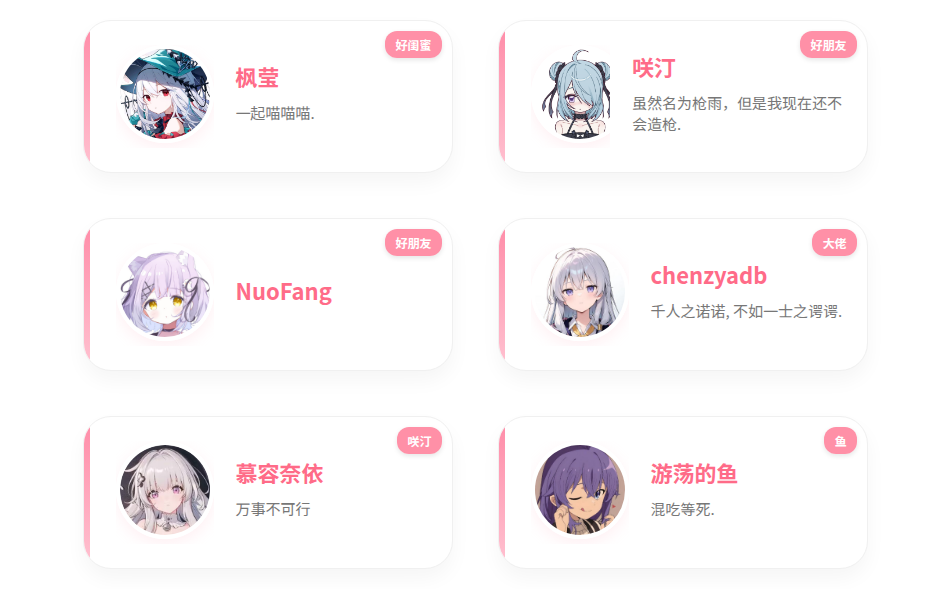 好闺蜜
枫莹
一起喵喵喵.
好朋友
咲汀
虽然名为枪雨，但是我现在还不
会造枪.
好朋友
NuoFang
大佬
chenzyadb
千人之诺诺, 不如一士之谔谔.
咲汀
慕容奈依
万事不可行
鱼
游荡的鱼
混吃等死.